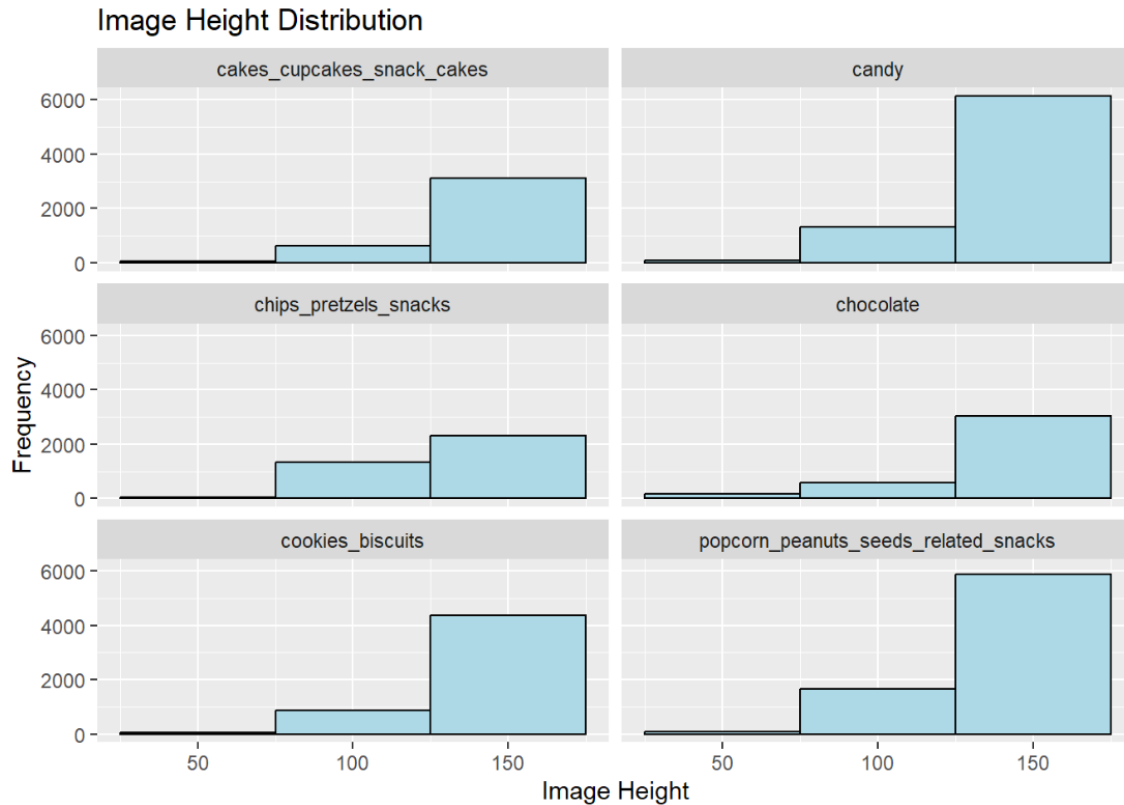 Image Height Distribution
cakes_cupcakes_snack_cakes
candy
6000
4000
2000
0
chips_pretzels_snacks
chocolate
6000
4000
2000
0
cookies_biscuits
popcorn_peanuts_seeds_related_snacks
6000
4000
2000
0
Frequency
50 100 150 50 100 150
Image Height